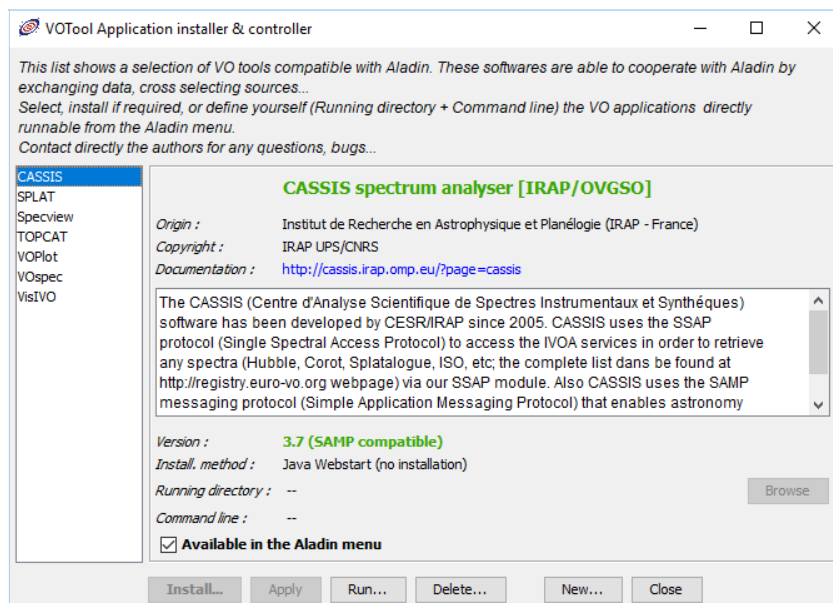 VOTool Application installer & controller
This list shows a selection of VO tools compatible with Aladin. These softwares are able to cooperate with Aladin by
exchanging data, cross selecting sources...
Select, install if required, or define yourself (Running directory + Command line) the VO applications  directly
runnable from the Aladin menu.
Contact directly the authors for any questions, bugs...
CASSIS
SPLAT
Specview
TOPCAT
VOPlot
VOspec
VisIVO
CASSIS spectrum analyser [IRAP/OVGSO]
Origin : Institut de Recherche en Astrophysique et Planélogie (IRAP - France)
Copyright : IRAP UPS/CNRS
Documentation : http://cassis.irap.omp.eu/?page=cassis
The CASSIS (Centre d'Analyse Scientifique de Spectres Instrumentaux et Synthéques)
software has been developed by CESR/IRAP since 2005. CASSIS uses the SSAP
protocol (Single Spectral Access Protocol) to access the IVOA services in order to retrieve
any spectra (Hubble, Corot, Splatalogue, ISO, etc; the complete list dans be found at
http://registry.euro-vo.org webpage) via our SSAP module. Also CASSIS uses the SAMP
messaging protocol (Simple Application Messaging Protocol) that enables astronomy
Version : 3.7 (SAMP compatible)
Install. method : Java Webstart (no installation)
Running directory : -- Browse
Command line : --
Available in the Aladin menu
Install... Apply Run... Delete... New... Close